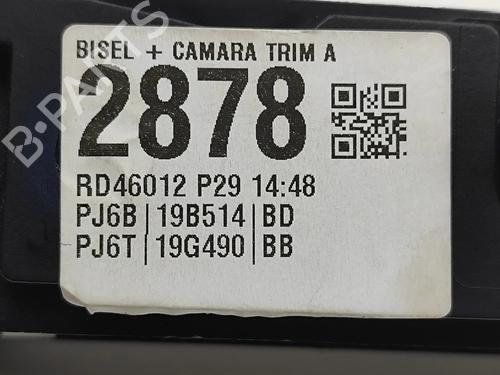 BISEL + CAMARA TRIM A
2878
RD46012 P29 14:48
PJ6B | 19B514 | BD
PJ6T | 19G490 | BB
B-PARTS